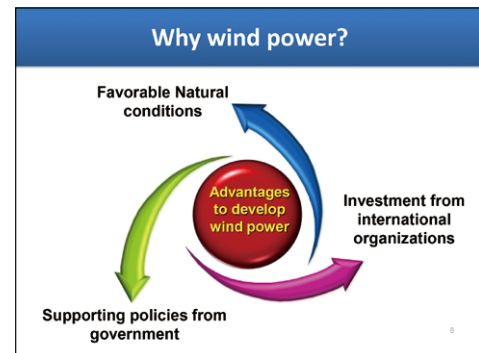 Why wind power?
Favorable Natural
conditions
Advantages
to develop
wind power
Investment from
international
organizations
Supporting policies from
government
8